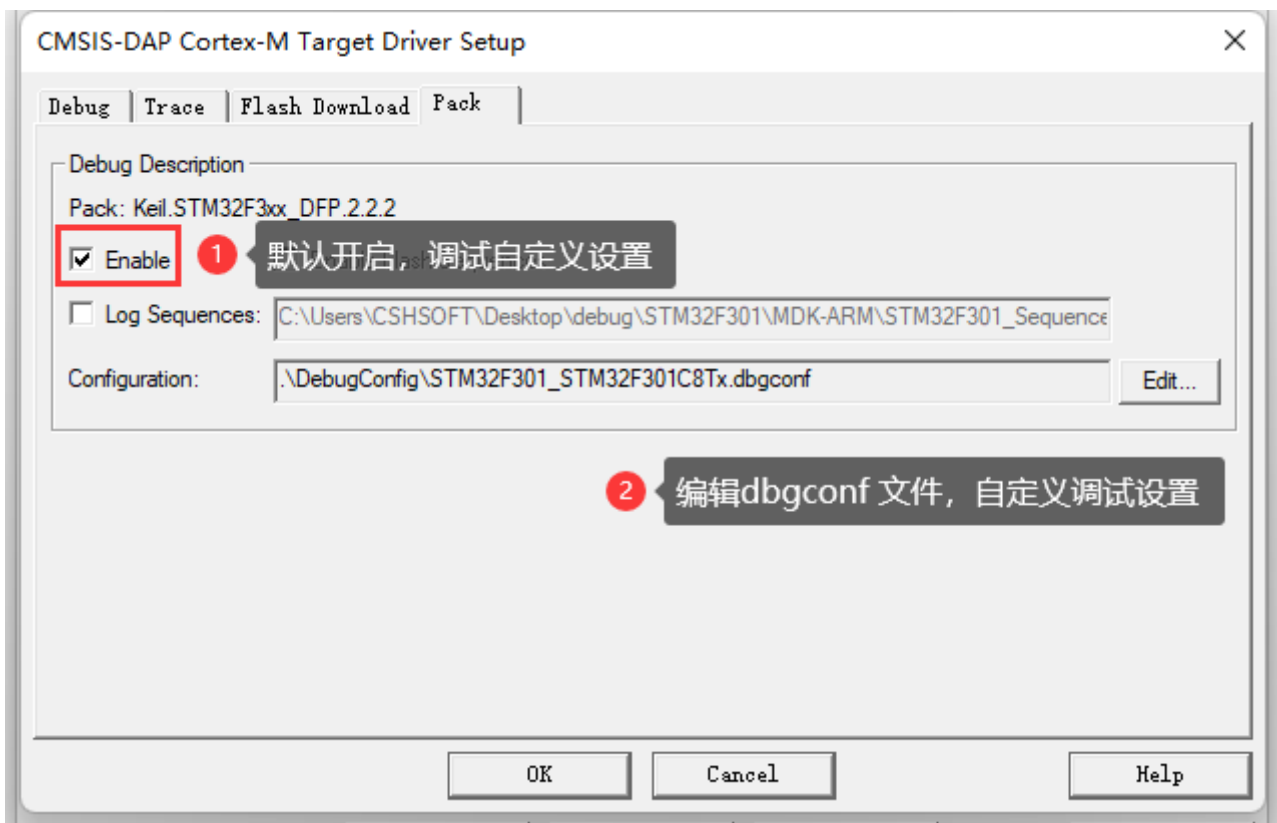 CMSIS-DAP Cortex-M Target Driver Setup
Debug Trace Flash Download Pack
Debug Description
Pack: Keil.STM32F3xx_DFP.2.2.2
Enable 1 默认开启，调试自定义设置
Log Sequences: C:\Users\CSHSOFT\Desktop\debug\STM32F301\MDK-ARM\STM32F301_Sequence
Configuration: .\DebugConfig\STM32F301_STM32F301C8Tx.dbgconf Edit...
2 编辑dbgconf 文件，自定义调试设置
OK Cancel Help